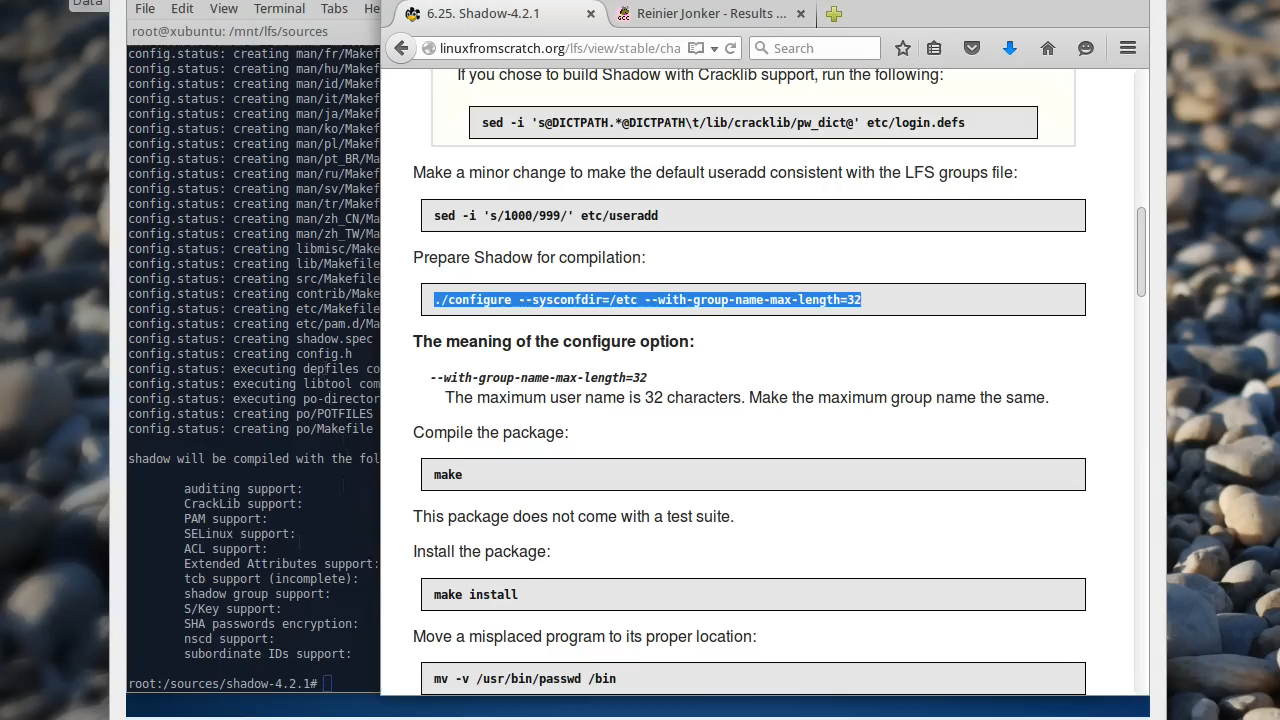 Data
File Edit View Terminal Tabs He
root@xubuntu: /mnt/lfs/sources
config.status: creating man/fr/Makef
config.status: creating man/hu/Makef
config.status: creating man/id/Makef
config.status: creating man/it/Makef
config.status: creating man/ja/Makef
config.status: creating man/ko/Makef
config.status: creating man/pl/Makef
config.status: creating man/pt_BR/Ma
config.status: creating man/ru/Makef
config.status: creating man/sv/Makef
config.status: creating man/tr/Makef
config.status: creating man/zh_CN/Ma
config.status: creating man/zh_TW/Ma
config.status: creating libmisc/Make
config.status: creating lib/Makefile
config.status: creating src/Makefile
config.status: creating contrib/Make
config.status: creating etc/Makefile
config.status: creating etc/pam.d/Ma
config.status: creating shadow.spec
config.status: creating config.h
config.status: executing depfiles co
config.status: executing libtool com
config.status: executing po-director
config.status: creating po/POTFILES
config.status: creating po/Makefile
shadow will be compiled with the fol
auditing support:
CrackLib support:
PAM support:
SELinux support:
ACL support:
Extended Attributes support:
tcb support (incomplete):
shadow group support:
S/Key support:
SHA passwords encryption:
nscd support:
subordinate IDs support:
root:/sources/shadow-4.2.1#
6.25. Shadow-4.2.1
Reinier Jonker - Results ...
linuxfromscratch.org/lfs/view/stable/cha
Search
If you chose to build Shadow with Cracklib support, run the following:
sed -i 's@DICTPATH.*@DICTPATH\t/lib/cracklib/pw_dict@' etc/login.defs
Make a minor change to make the default useradd consistent with the LFS groups file:
sed -i 's/1000/999/' etc/useradd
Prepare Shadow for compilation:
./configure --sysconfdir=/etc --with-group-name-max-length=32
The meaning of the configure option:
--with-group-name-max-length=32
The maximum user name is 32 characters. Make the maximum group name the same.
Compile the package:
make
This package does not come with a test suite.
Install the package:
make install
Move a misplaced program to its proper location:
mv -v /usr/bin/passwd /bin